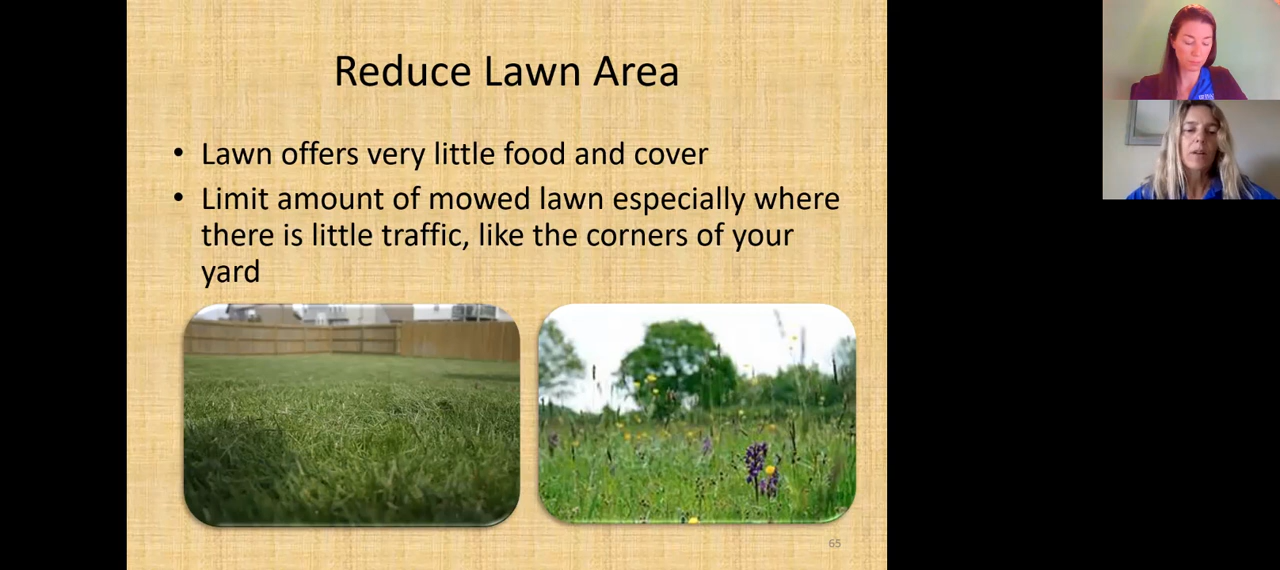 Reduce Lawn Area
• Lawn offers very little food and cover
• Limit amount of mowed lawn especially where
there is little traffic, like the corners of your
yard
65